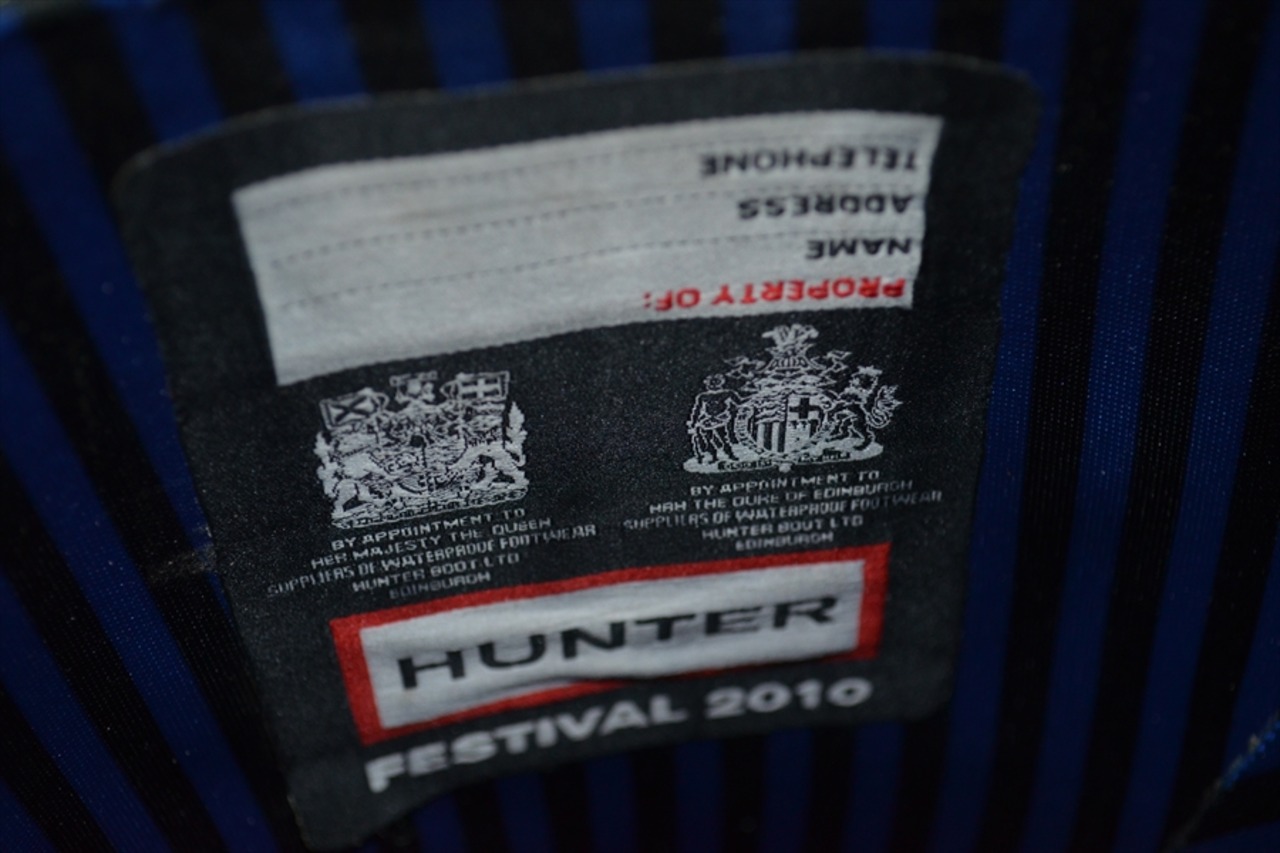 PROPERTY OF:
NAME
ADDRESS
TELEPHONE
BY APPOINTMENT TO
HER MAJESTY THE QUEEN
SUPPLIERS OF WATERPROOF FOOTWEAR
HUNTER BOOT LTD
EDINBURGH
BY APPOINTMENT TO
HRH THE DUKE OF EDINBURGH
SUPPLIERS OF WATERPROOF FOOTWEAR
HUNTER BOOT LTD
EDINBURGH
HUNTER
FESTIVAL 2010